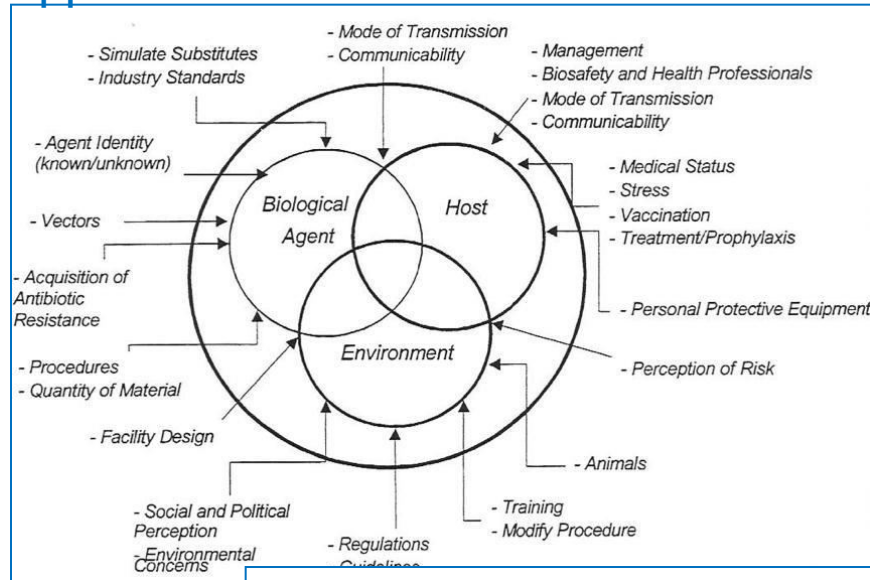 - Simulate Substitutes
- Industry Standards
- Mode of Transmission
- Communicability
- Management
- Biosafety and Health Professionals
- Mode of Transmission
- Communicability
- Agent Identity
(known/unknown)
- Medical Status
- Stress
- Vaccination
- Treatment/Prophylaxis
Biological
Agent
Host
- Vectors
- Acquisition of
Antibiotic
Resistance
- Personal Protective Equipment
Environment
- Procedures
- Quantity of Material
- Perception of Risk
- Facility Design
- Animals
- Social and Political
Perception
- Environmental
Concerns
- Training
- Modify Procedure
- Regulations